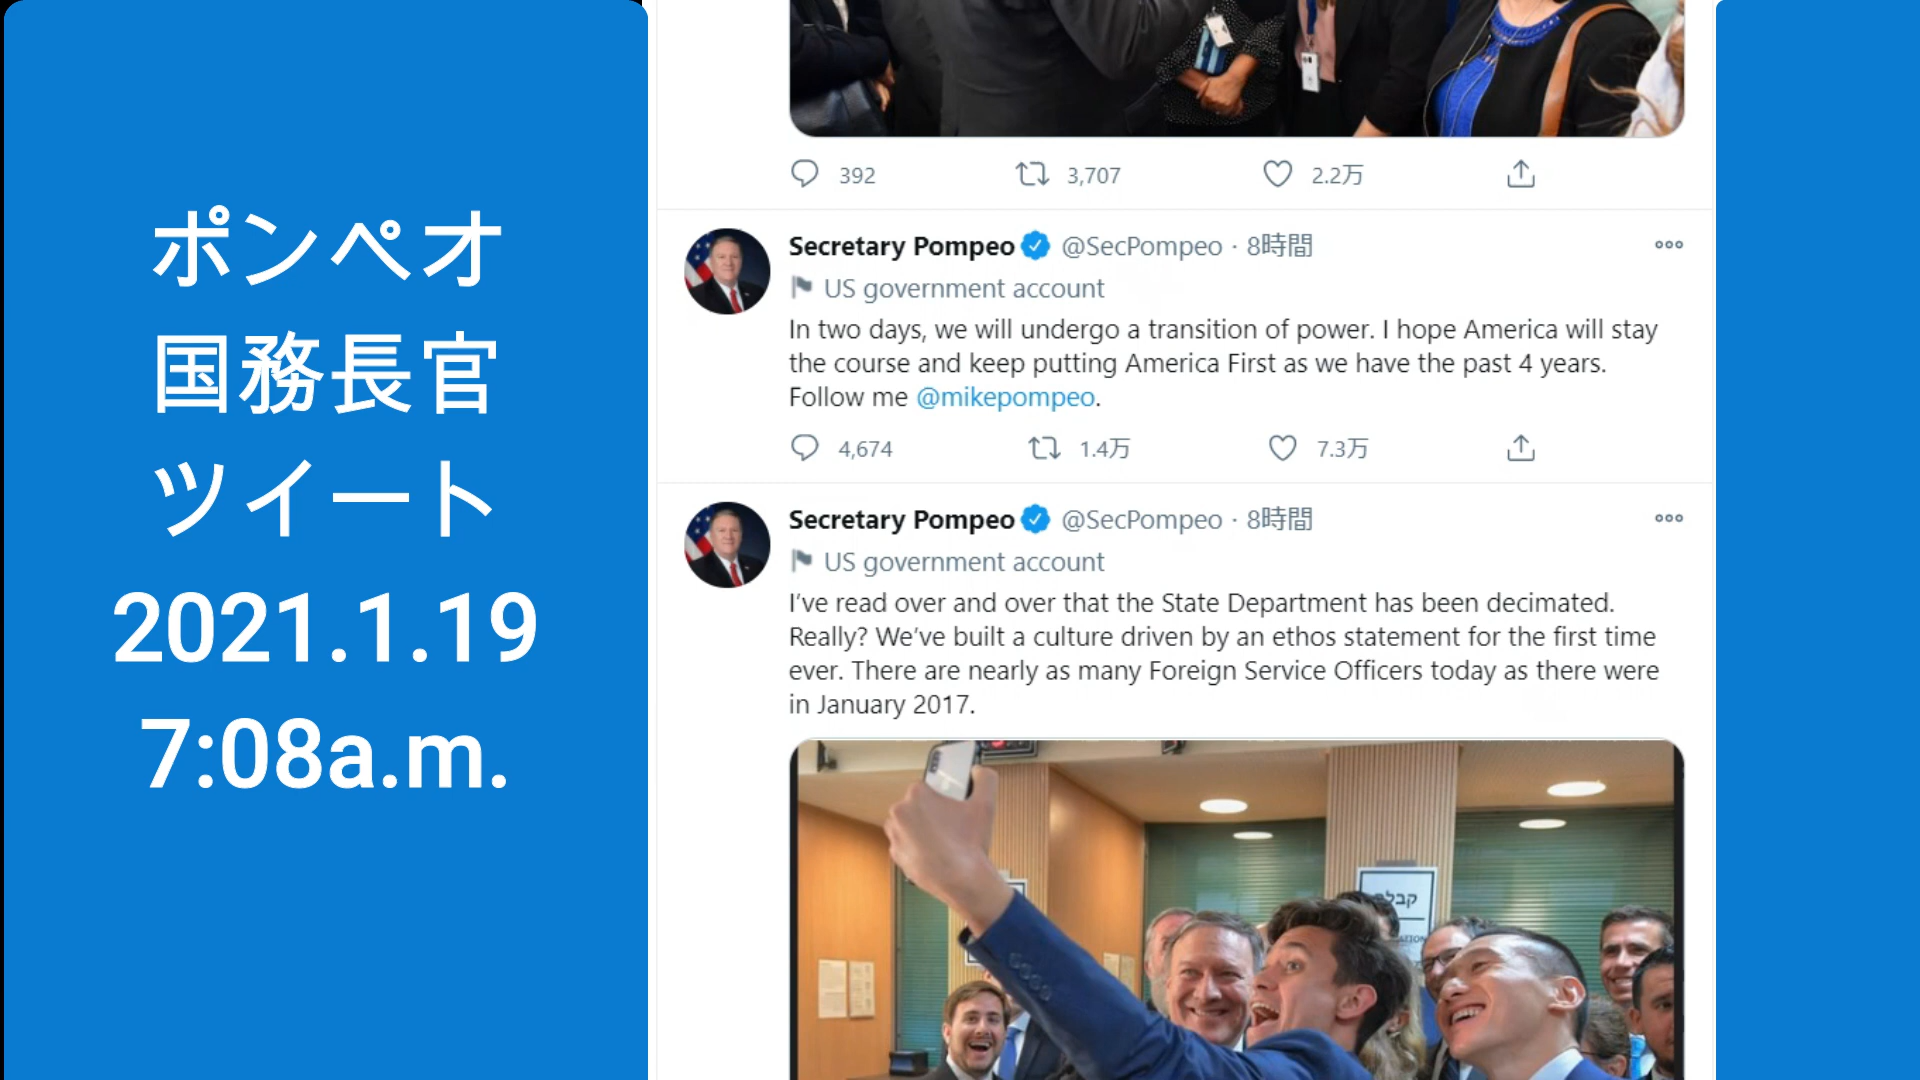 ポンペオ
国務長官
ツイート
2021.1.19
7:08a.m.
392 3,707 2.2万
Secretary Pompeo @SecPompeo · 8時間
US government account
In two days, we will undergo a transition of power. I hope America will stay
the course and keep putting America First as we have the past 4 years.
Follow me @mikepompeo.
4,674 1.4万 7.3万
Secretary Pompeo @SecPompeo · 8時間
US government account
I've read over and over that the State Department has been decimated.
Really? We've built a culture driven by an ethos statement for the first time
ever. There are nearly as many Foreign Service Officers today as there were
in January 2017.